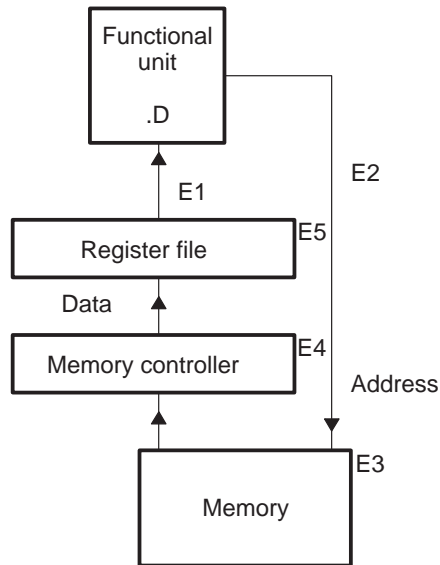 Functional
unit
.D
E2
E1
E5
Register file
Data
E4
Memory controller
Address
E3
Memory